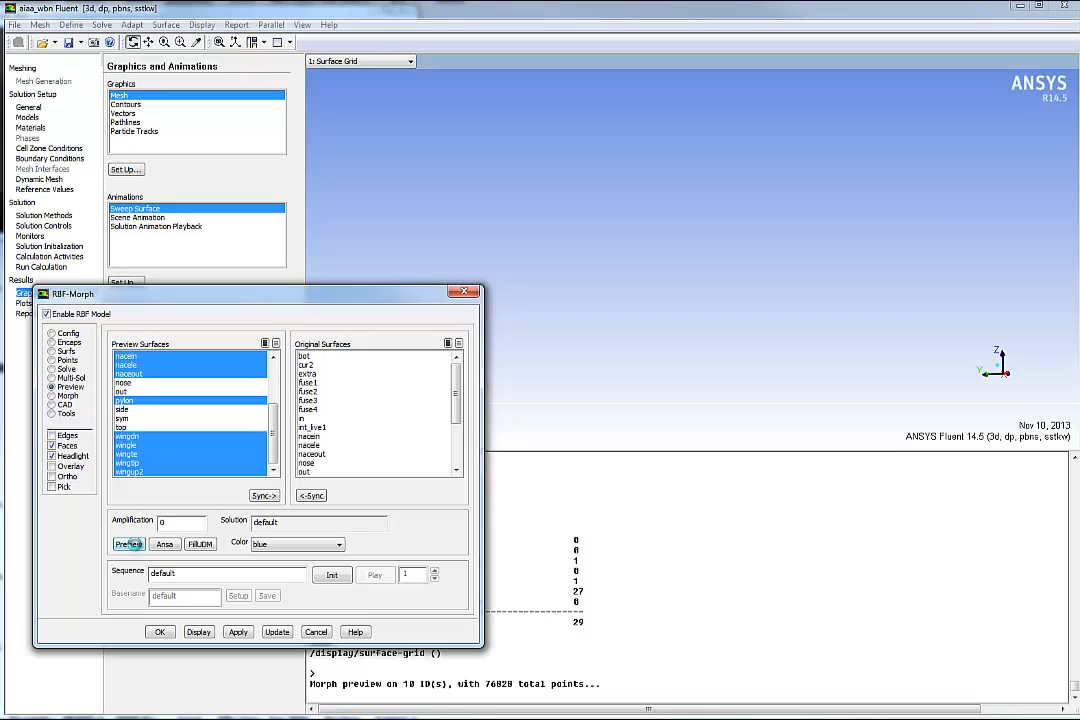 aiaa_wbn Fluent [3d, dp, pbns, sstkw]
File Mesh Define Solve Adapt Surface Display Report Parallel View Help
Meshing
Mesh Generation
Solution Setup
General
Models
Materials
Phases
Cell Zone Conditions
Boundary Conditions
Mesh Interfaces
Dynamic Mesh
Reference Values
Solution
Solution Methods
Solution Controls
Monitors
Solution Initialization
Calculation Activities
Run Calculation
Results
Graphics and Animations
Graphics
Mesh
Contours
Vectors
Pathlines
Particle Tracks
Set Up...
Animations
Sweep Surface
Scene Animation
Solution Animation Playback
1: Surface Grid
ANSYS
R14.5
Z
Y
Nov 10, 2013
ANSYS Fluent 14.5 (3d, dp, pbns, sstkw)
RBF-Morph
Enable RBF Model
Config
Encaps
Surfs
Points
Solve
Multi-Sol
Preview
Morph
CAD
Tools
Edges
Faces
Headlight
Overlay
Ortho
Pick
Preview Surfaces
nacein
nacele
naceout
nose
out
pylon
side
sym
top
wingdn
wingle
wingte
wingtip
wingup2
Sync->
Original Surfaces
bot
cur2
extra
fuse1
fuse2
fuse3
fuse4
in
int_live1
nacein
nacele
naceout
nose
out
<-Sync
Amplification 0 Solution default
Ansa FillUDM Color blue
Sequence default Init Play 1
Basename default Setup Save
OK Display Apply Update Cancel Help
0
0
1
0
1
27
0
29
/display/surface-grid ()
>
Morph preview on 10 ID(s), with 76828 total points...